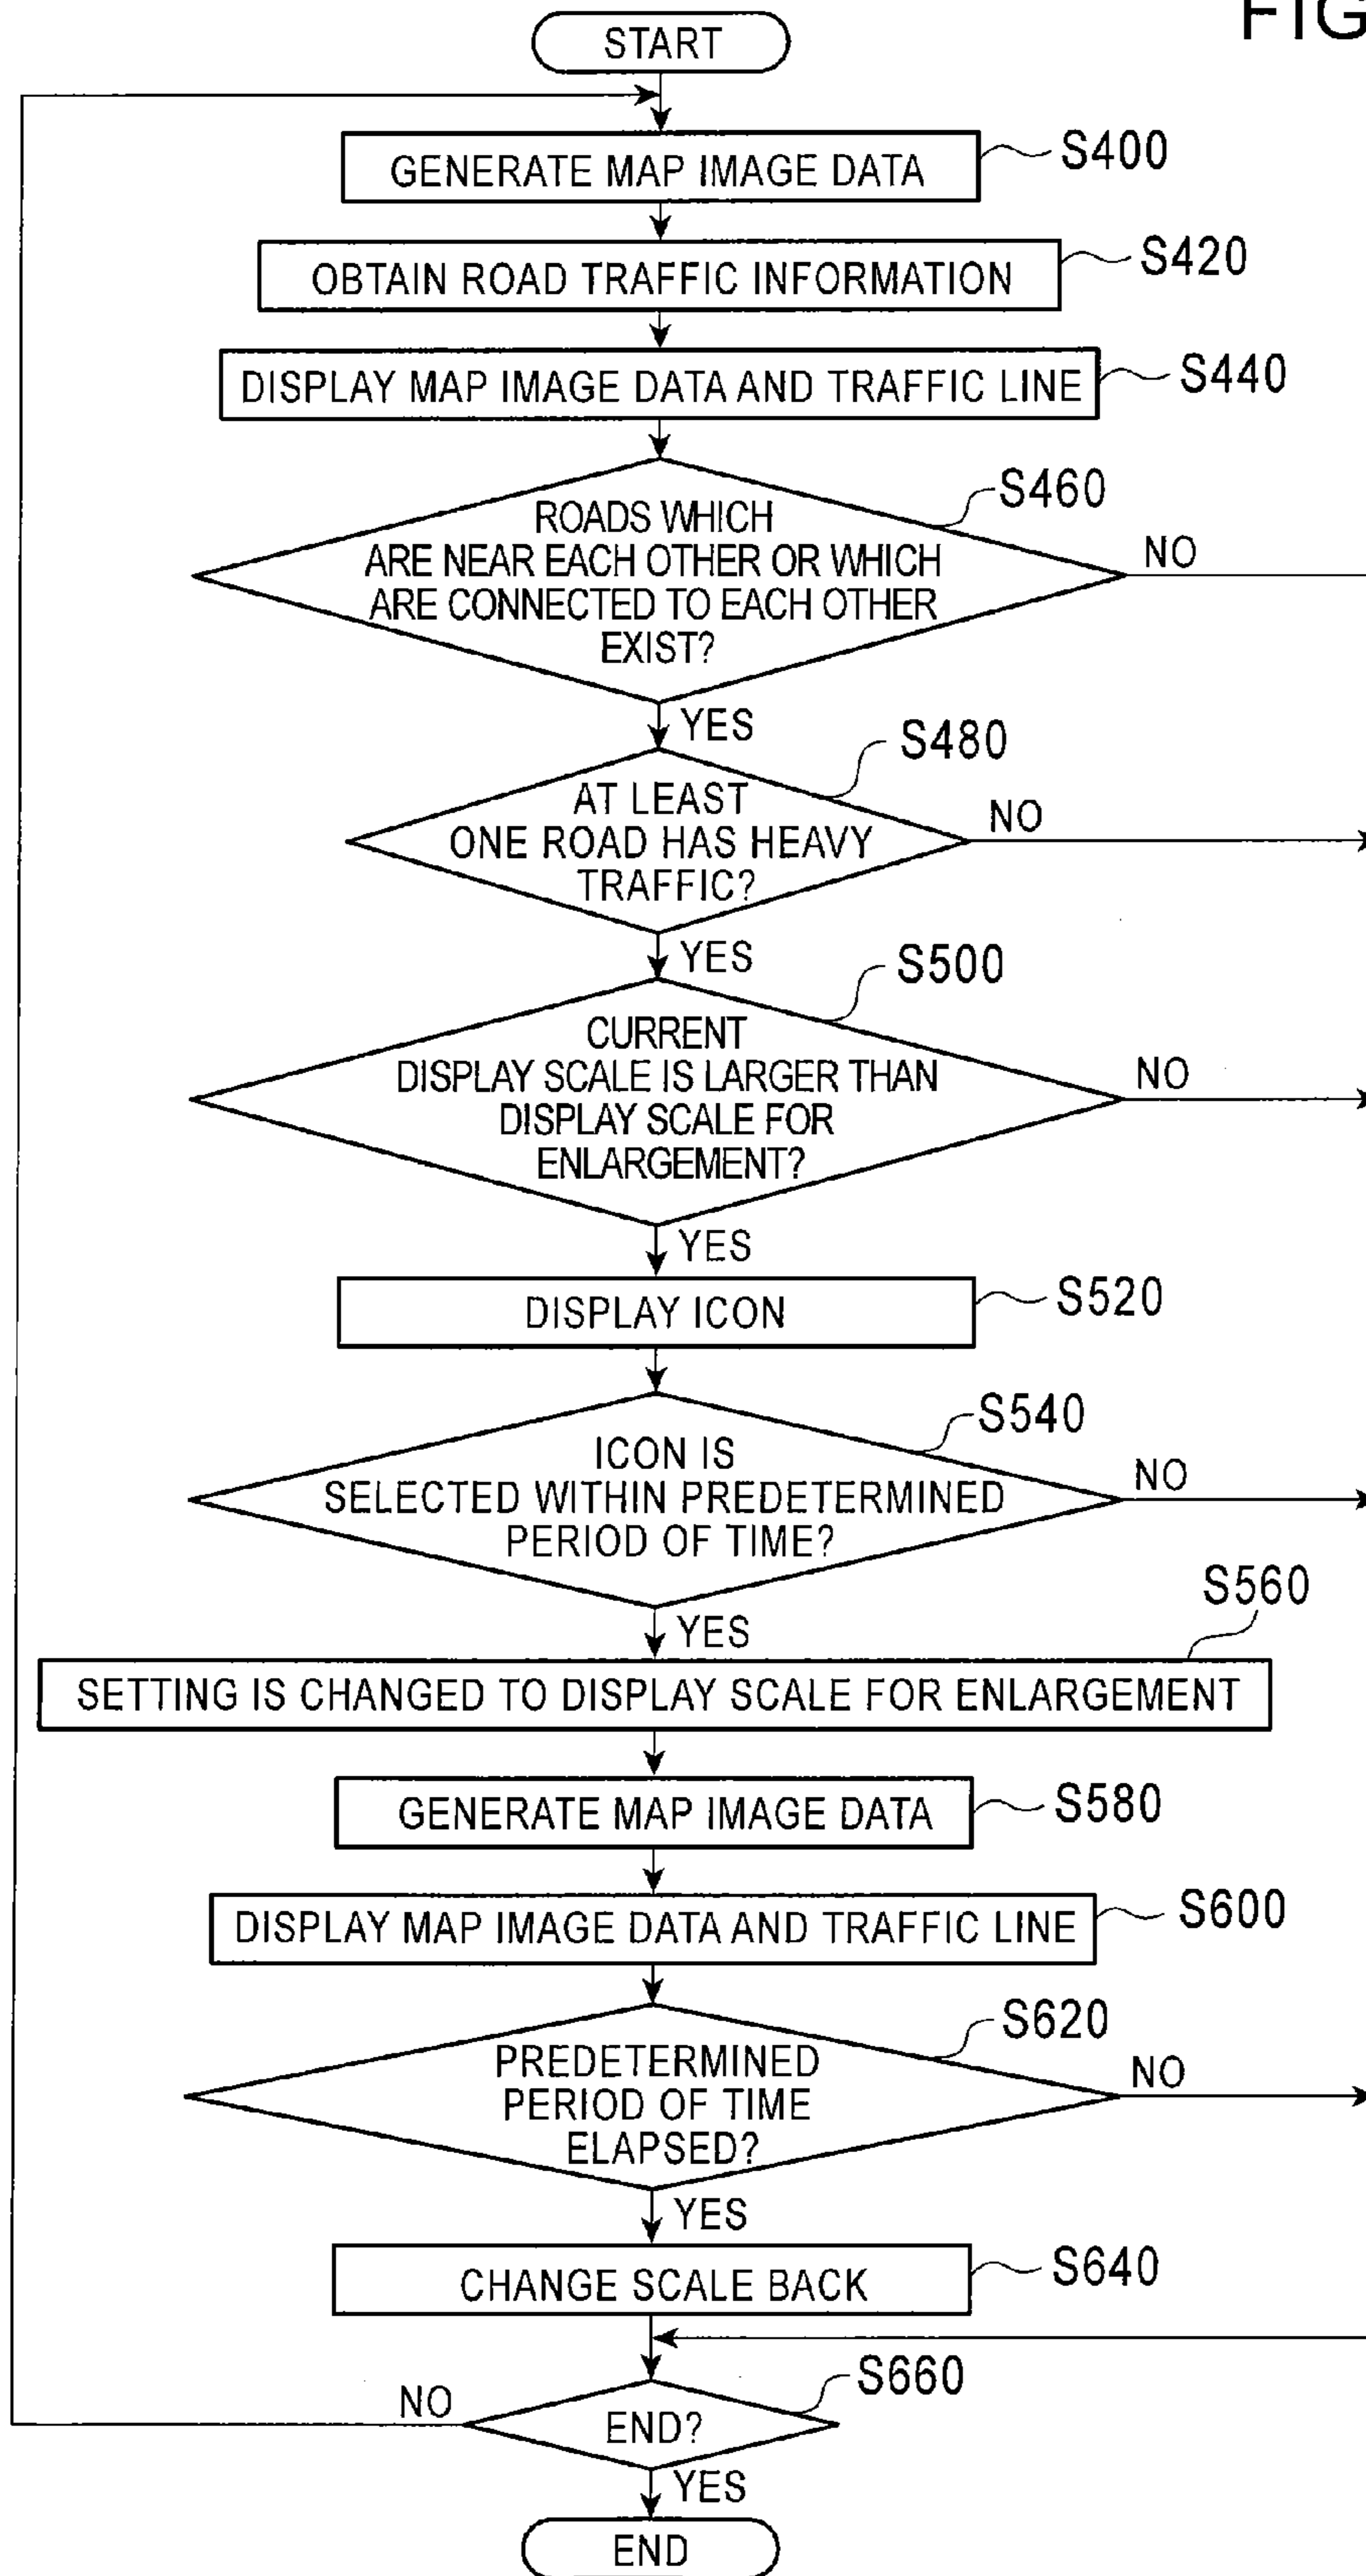 FIG
START
GENERATE MAP IMAGE DATA
S400
OBTAIN ROAD TRAFFIC INFORMATION
S420
DISPLAY MAP IMAGE DATA AND TRAFFIC LINE
S440
S460
ROADS WHICH
ARE NEAR EACH OTHER OR WHICH
ARE CONNECTED TO EACH OTHER
EXIST?
NO
YES
S480
AT LEAST
ONE ROAD HAS HEAVY
TRAFFIC?
NO
YES
S500
CURRENT
DISPLAY SCALE IS LARGER THAN
DISPLAY SCALE FOR
ENLARGEMENT?
NO
YES
DISPLAY ICON
S520
S540
ICON IS
SELECTED WITHIN PREDETERMINED
PERIOD OF TIME?
NO
YES
S560
SETTING IS CHANGED TO DISPLAY SCALE FOR ENLARGEMENT
GENERATE MAP IMAGE DATA
S580
DISPLAY MAP IMAGE DATA AND TRAFFIC LINE
S600
S620
PREDETERMINED
PERIOD OF TIME
ELAPSED?
NO
YES
CHANGE SCALE BACK
S640
S660
NO
END?
YES
END